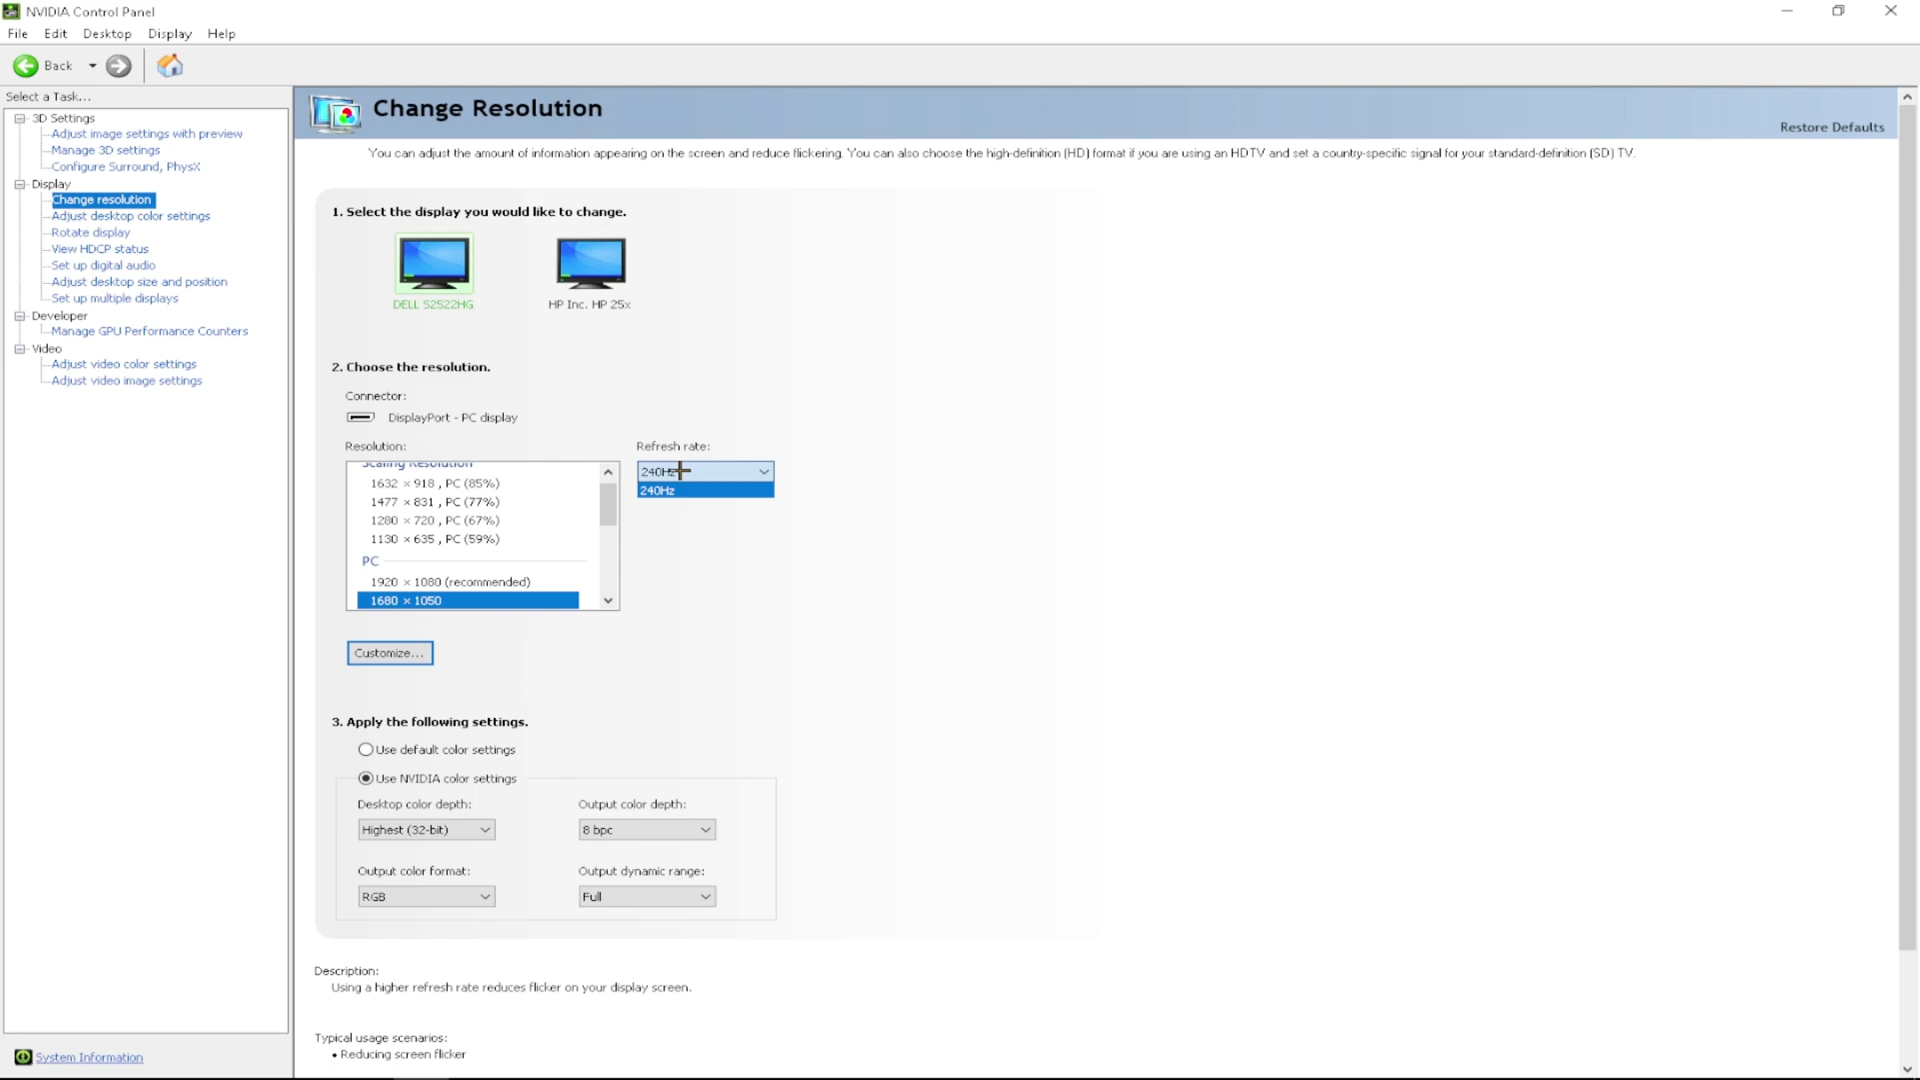 NVIDIA Control Panel
File Edit Desktop Display Help
Back
Select a Task...
3D Settings
Adjust image settings with preview
Manage 3D settings
Configure Surround, PhysX
Display
Change resolution
Adjust desktop color settings
Rotate display
View HDCP status
Set up digital audio
Adjust desktop size and position
Set up multiple displays
Developer
Manage GPU Performance Counters
Video
Adjust video color settings
Adjust video image settings
System Information
Change Resolution
Restore Defaults
You can adjust the amount of information appearing on the screen and reduce flickering. You can also choose the high-definition (HD) format if you are using an HDTV and set a country-specific signal for your standard-definition (SD) TV.
1. Select the display you would like to change.
DELL S2522HG
HP Inc. HP 25x
2. Choose the resolution.
Connector:
DisplayPort - PC display
Resolution:
Refresh rate:
Scaling Resolution
240Hz
240Hz
1632 × 918 , PC (85%)
1477 × 831 , PC (77%)
1280 × 720 , PC (67%)
1130 × 635 , PC (59%)
PC
1920 × 1080 (recommended)
1680 × 1050
Customize...
3. Apply the following settings.
Use default color settings
Use NVIDIA color settings
Desktop color depth:
Output color depth:
Highest (32-bit)
8 bpc
Output color format:
Output dynamic range:
RGB
Full
Description:
Using a higher refresh rate reduces flicker on your display screen.
Typical usage scenarios:
• Reducing screen flicker